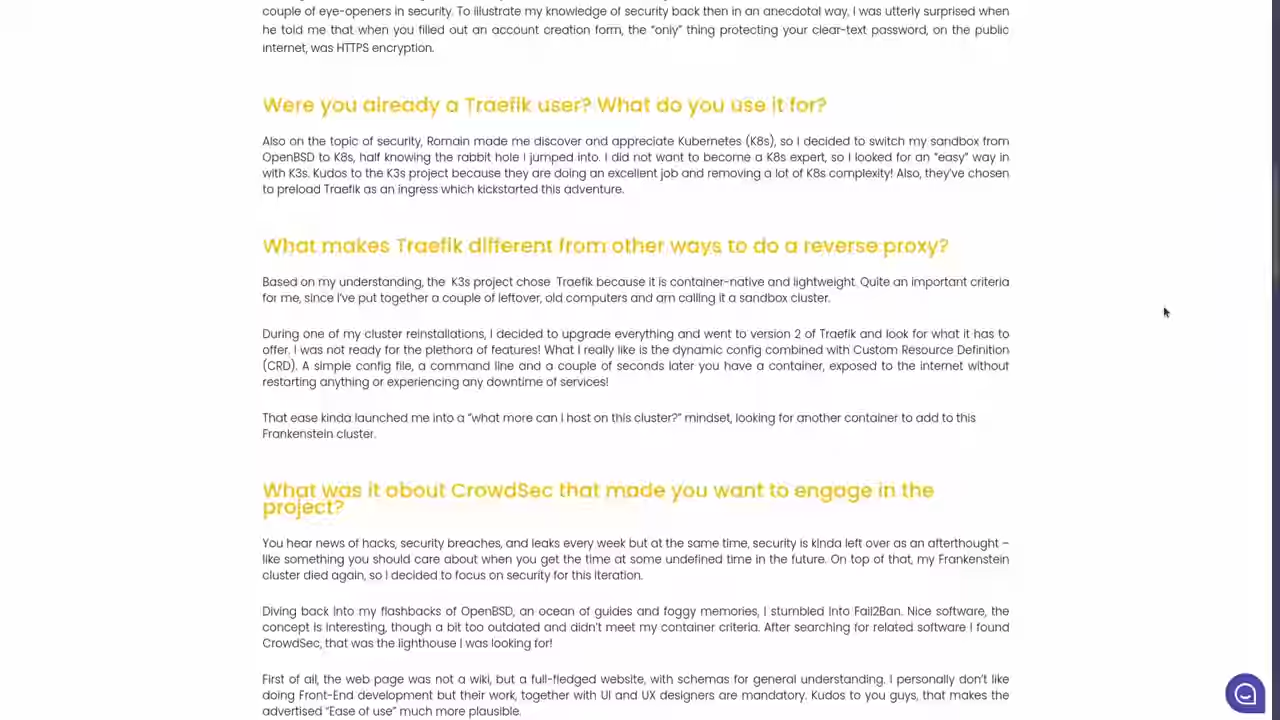 couple of eye-openers in security. To illustrate my knowledge of security back then in an anecdotal way, I was utterly surprised when
he told me that when you filled out an account creation form, the “only” thing protecting your clear-text password, on the public
internet, was HTTPS encryption.
Were you already a Traefik user? What do you use it for?
Also on the topic of security, Romain made me discover and appreciate Kubernetes (K8s), so I decided to switch my sandbox from
OpenBSD to K8s, half knowing the rabbit hole I jumped into. I did not want to become a K8s expert, so I looked for an “easy” way in
with K3s. Kudos to the K3s project because they are doing an excellent job and removing a lot of K8s complexity! Also, they’ve chosen
to preload Traefik as an ingress which kickstarted this adventure.
What makes Traefik different from other ways to do a reverse proxy?
Based on my understanding, the K3s project chose Traefik because it is container-native and lightweight. Quite an important criteria
for me, since I’ve put together a couple of leftover, old computers and am calling it a sandbox cluster.
During one of my cluster reinstallations, I decided to upgrade everything and went to version 2 of Traefik and look for what it has to
offer. I was not ready for the plethora of features! What I really like is the dynamic config combined with Custom Resource Definition
(CRD). A simple config file, a command line and a couple of seconds later you have a container, exposed to the internet without
restarting anything or experiencing any downtime of services!
That ease kinda launched me into a “what more can I host on this cluster?” mindset, looking for another container to add to this
Frankenstein cluster.
What was it about CrowdSec that made you want to engage in the
project?
You hear news of hacks, security breaches, and leaks every week but at the same time, security is kinda left over as an afterthought –
like something you should care about when you get the time at some undefined time in the future. On top of that, my Frankenstein
cluster died again, so I decided to focus on security for this iteration.
Diving back into my flashbacks of OpenBSD, an ocean of guides and foggy memories, I stumbled into Fail2Ban. Nice software, the
concept is interesting, though a bit too outdated and didn’t meet my container criteria. After searching for related software I found
CrowdSec, that was the lighthouse I was looking for!
First of all, the web page was not a wiki, but a full-fledged website, with schemas for general understanding. I personally don’t like
doing Front-End development but their work, together with UI and UX designers are mandatory. Kudos to you guys, that makes the
advertised “Ease of use” much more plausible.